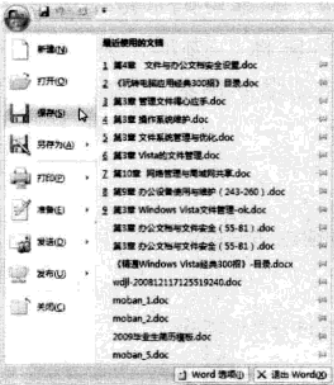 最近使用的文档
新建(N)
打开(O)
保存(S)
另存为(A)
打印(P)
准备(E)
发送(D)
发布(U)
关闭(C)
1 第4章 文件与办公文档安全设置.doc
2 《玩转电脑应用经典300招》目录.doc
3 第3章 管理文件得心应手.doc
4 第3章 操作系统维护.doc
5 第3章 文件系统管理与优化.doc
6 第3章 Vista的文件管理.doc
7 第10章 网络管理与局域网共享.doc
8 第9章 办公设备使用与维护（243-260）.doc
9 第3章 Windows Vista文件管理-ok.doc
第3章 办公文档与文件安全（55-81）.doc
第3章 办公文档与文件安全（55-81）.doc
《精通Windows Vista经典300招》-目录.docx
wdjl-200812117125519240.doc
moban_1.doc
moban_2.doc
2009毕业生简历模板.doc
moban_5.doc
Word 选项(I)
退出 Word(X)